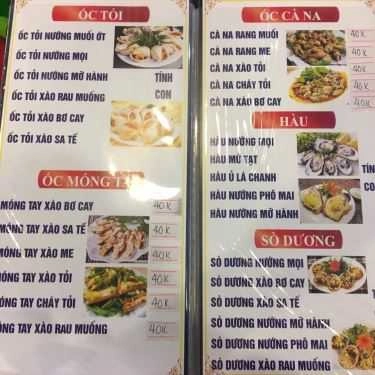 ỐC TỎI
ỐC TỎI NƯỚNG MUỐI ỚT
ỐC TỎI NƯỚNG MỌI
ỐC TỎI NƯỚNG MỠ HÀNH
ỐC TỎI XÀO RAU MUỐNG
ỐC TỎI XÀO BƠ CAY
ỐC TỎI XÀO SA TẾ
TÍNH
CON
ỐC MÓNG
MÓNG TAY XÀO BƠ CAY 40K
MÓNG TAY XÀO SA TẾ 40K
MÓNG TAY XÀO ME 40K
MÓNG TAY XÀO TỎI 40K
MÓNG TAY CHÁY TỎI 40K
MÓNG TAY XÀO RAU MUỐNG 40K
ỐC CÀ NA
CÀ NA RANG MUỐI 40K
CÀ NA RANG ME 40K
CÀ NA XÀO TỎI 40K
CÀ NA CHÁY TỎI 40K
CÀ NA XÀO BƠ CAY 40K
HÀU
HÀU NƯỚNG MỌI
HÀU MÙ TẠT
HÀU Ủ LÁ CHANH
HÀU NƯỚNG PHÔ MAI
HÀU NƯỚNG MỠ HÀNH
TÍN
CO
SÒ DƯƠNG
SÒ DƯƠNG NƯỚNG MỌI
SÒ DƯƠNG XÀO BƠ CAY
SÒ DƯƠNG XÀO SA TẾ
SÒ DƯƠNG NƯỚNG MỠ HÀNH
SÒ DƯƠNG NƯỚNG PHÔ MAI
SÒ DƯƠNG XÀO RAU MUỐNG